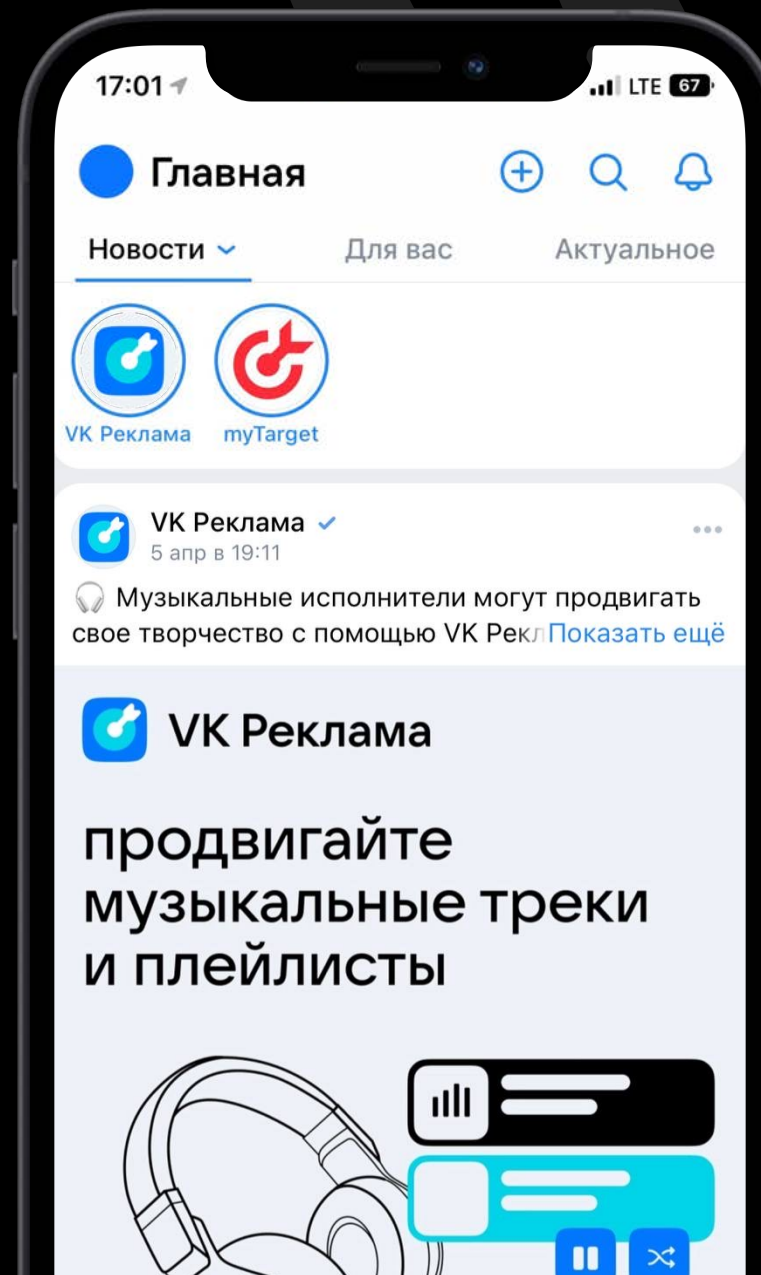 17:01 LTE 67
Главная
Новости Для вас Актуальное
VK Реклама myTarget
VK Реклама
5 апр в 19:11
🎧 Музыкальные исполнители могут продвигать
свое творчество с помощью VK Рекл Показать ещё
VK Реклама
продвигайте
музыкальные треки
и плейлисты